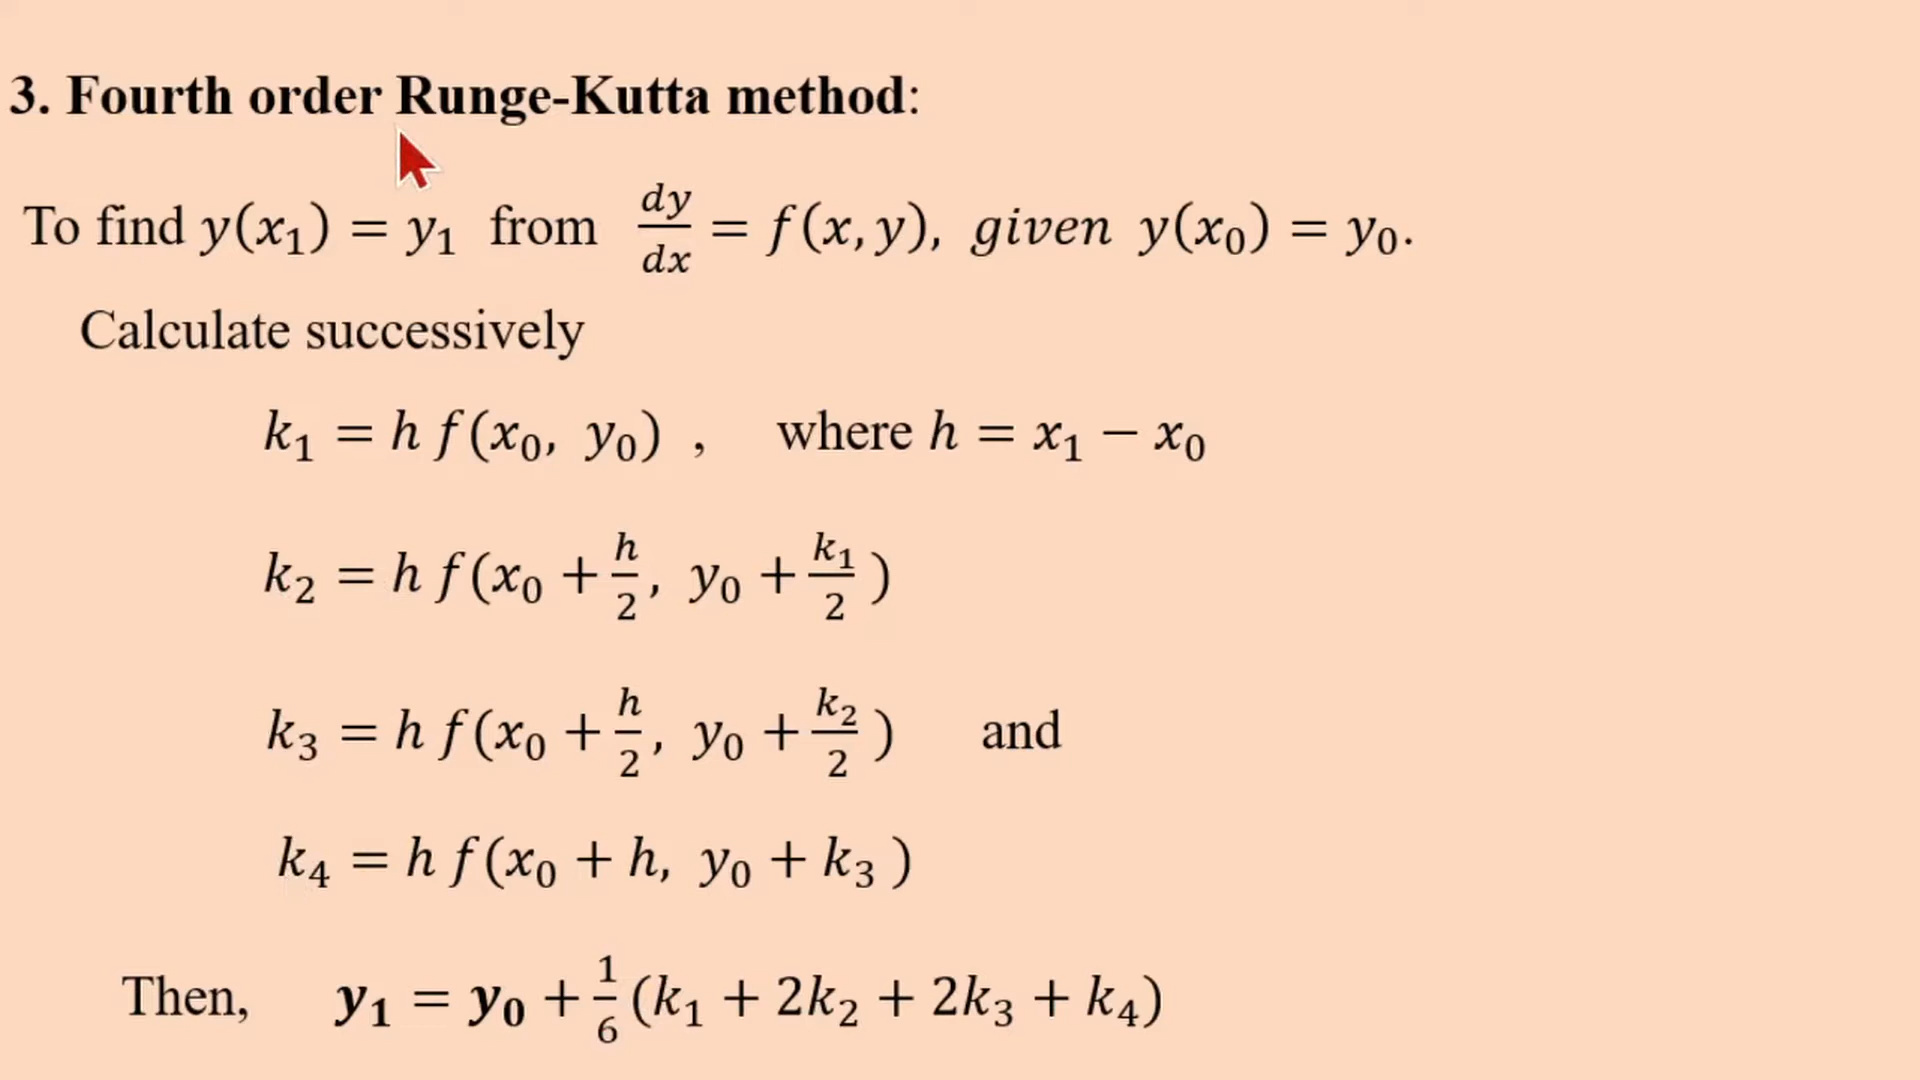 3. Fourth order Runge-Kutta method:
To find y(x₁) = y₁ from dy/dx = f(x, y), given y(x₀) = y₀.
Calculate successively
k₁ = h f(x₀, y₀) , where h = x₁ − x₀
k₂ = h f(x₀ + h/2, y₀ + k₁/2 )
k₃ = h f(x₀ + h/2, y₀ + k₂/2 ) and
k₄ = h f(x₀ + h, y₀ + k₃ )
Then, y₁ = y₀ + 1/6 (k₁ + 2k₂ + 2k₃ + k₄)